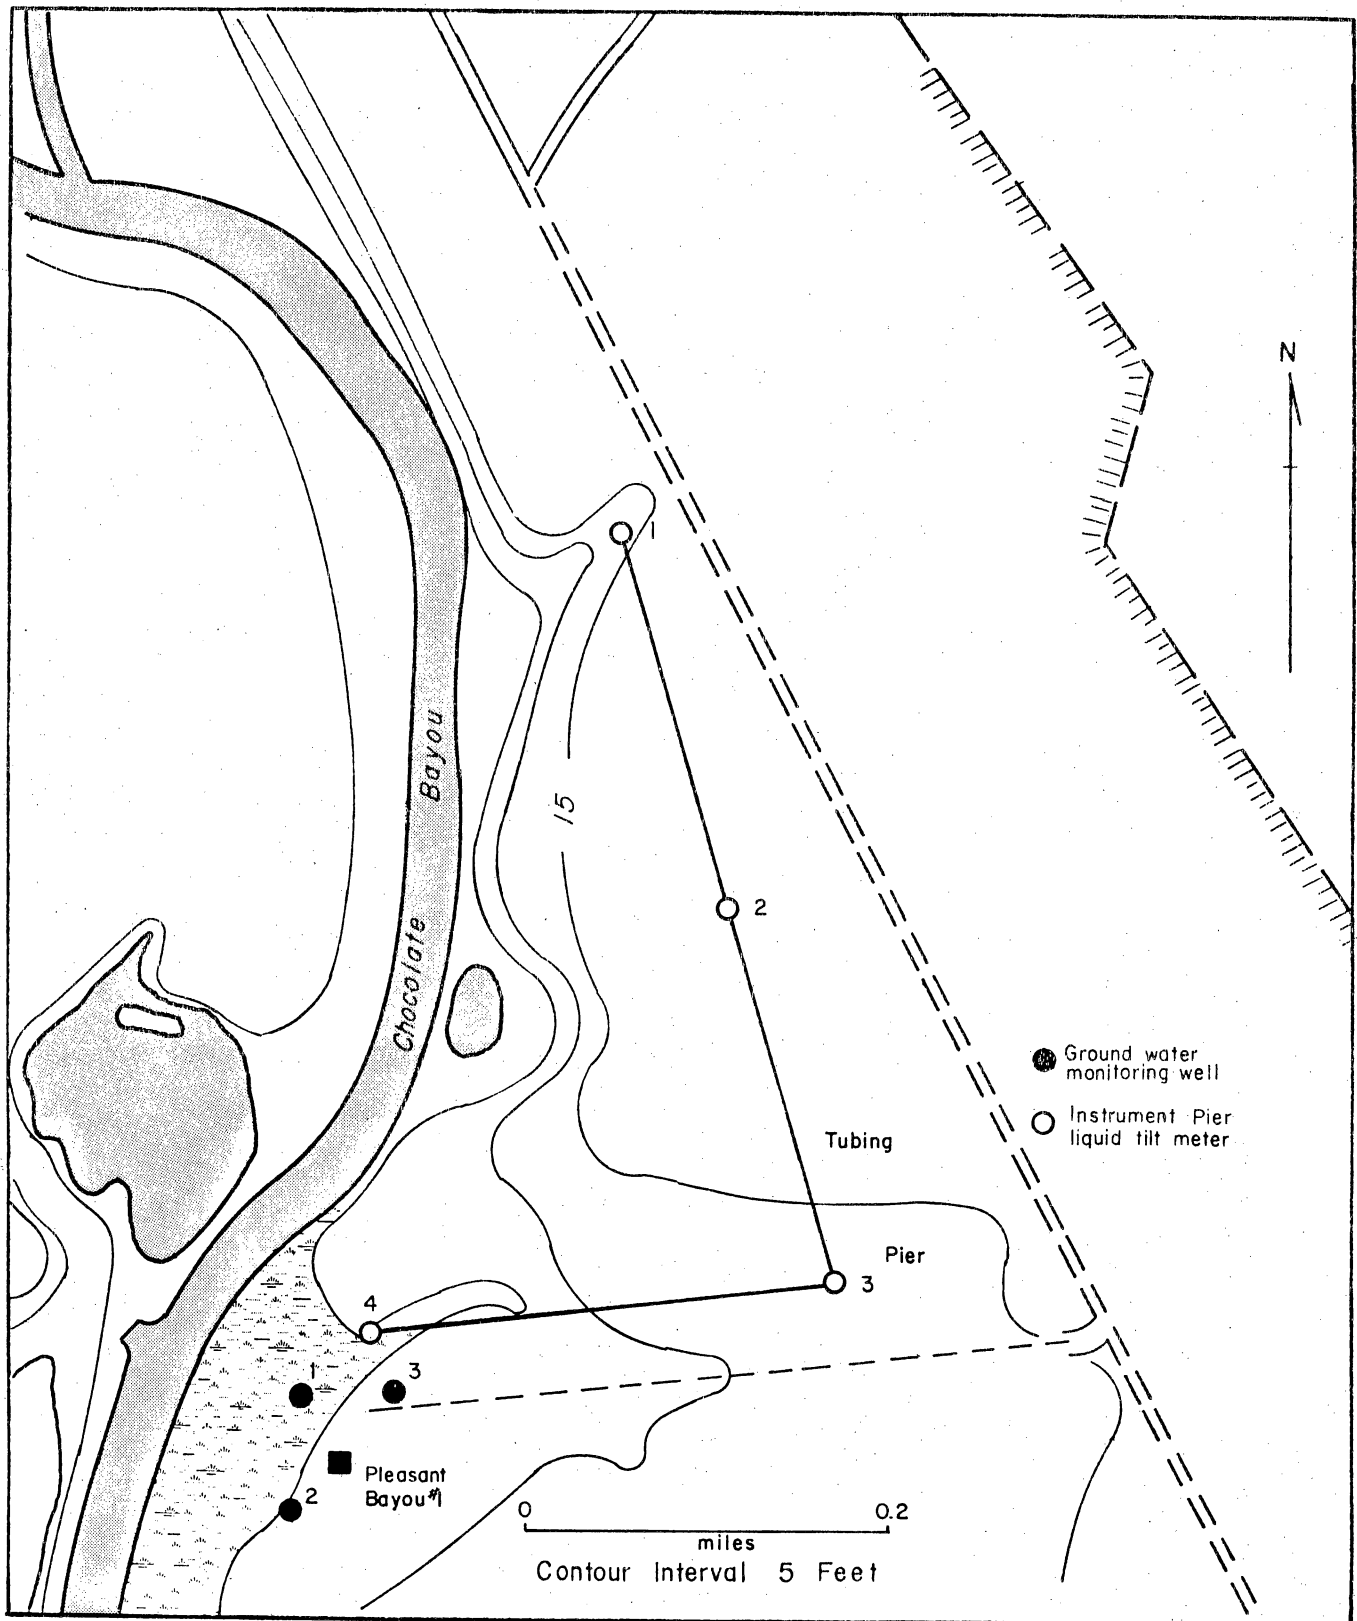 N
1
Bayou
15
2
Chocolate
Ground water
monitoring well
Instrument Pier
liquid tilt meter
Tubing
Pier
3
4
1
3
Pleasant
Bayou #1
2
0 0.2
miles
Contour Interval 5 Feet